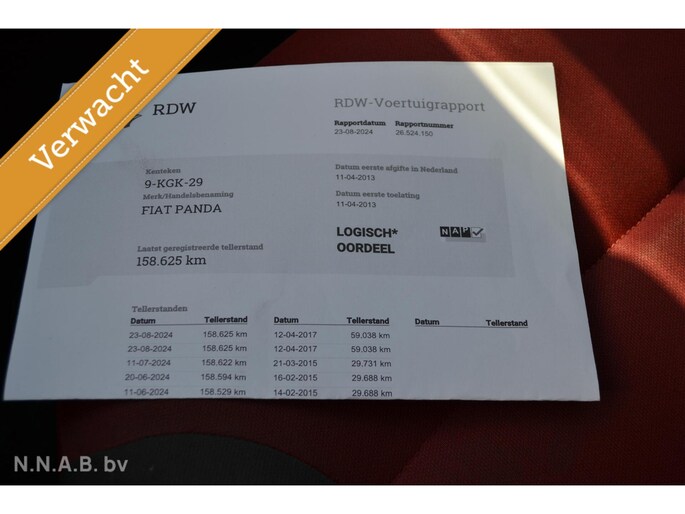 Verwacht
RDW
RDW-Voertuigrapport
Rapportdatum Rapportnummer
23-08-2024 26.524.150
Kenteken
9-KGK-29
Merk/Handelsbenaming
FIAT PANDA
Laatst geregistreerde tellerstand
158.625 km
Datum eerste afgifte in Nederland
11-04-2013
Datum eerste toelating
11-04-2013
LOGISCH*
OORDEEL
NAP
Tellerstanden
Datum Tellerstand Datum Tellerstand Datum Tellerstand
23-08-2024 158.625 km 12-04-2017 59.038 km
23-08-2024 158.625 km 12-04-2017 59.038 km
11-07-2024 158.622 km 21-03-2015 29.731 km
20-06-2024 158.594 km 16-02-2015 29.688 km
11-06-2024 158.529 km 14-02-2015 29.688 km
N.N.A.B. bv